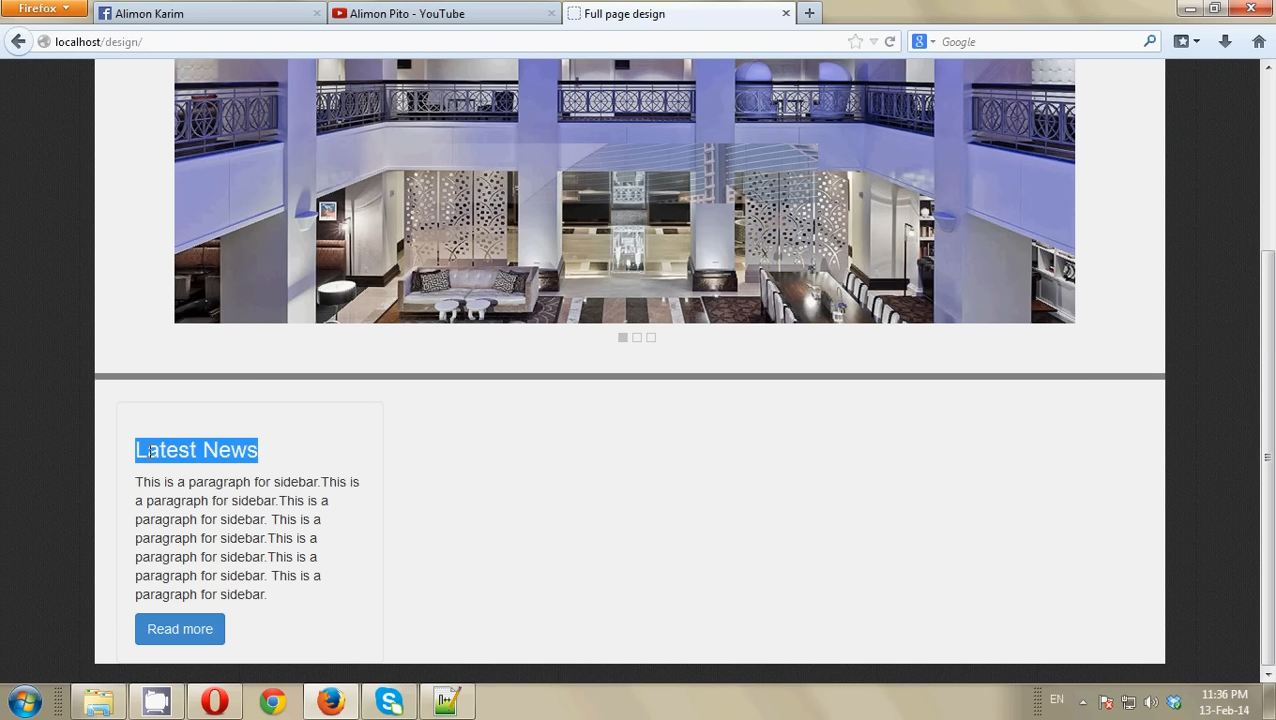 Firefox
Alimon Karim
Alimon Pito - YouTube
Full page design
localhost/design/
Google
Latest News
This is a paragraph for sidebar.This is
a paragraph for sidebar.This is a
paragraph for sidebar. This is a
paragraph for sidebar.This is a
paragraph for sidebar.This is a
paragraph for sidebar. This is a
paragraph for sidebar.
Read more
EN
11:36 PM
13-Feb-14